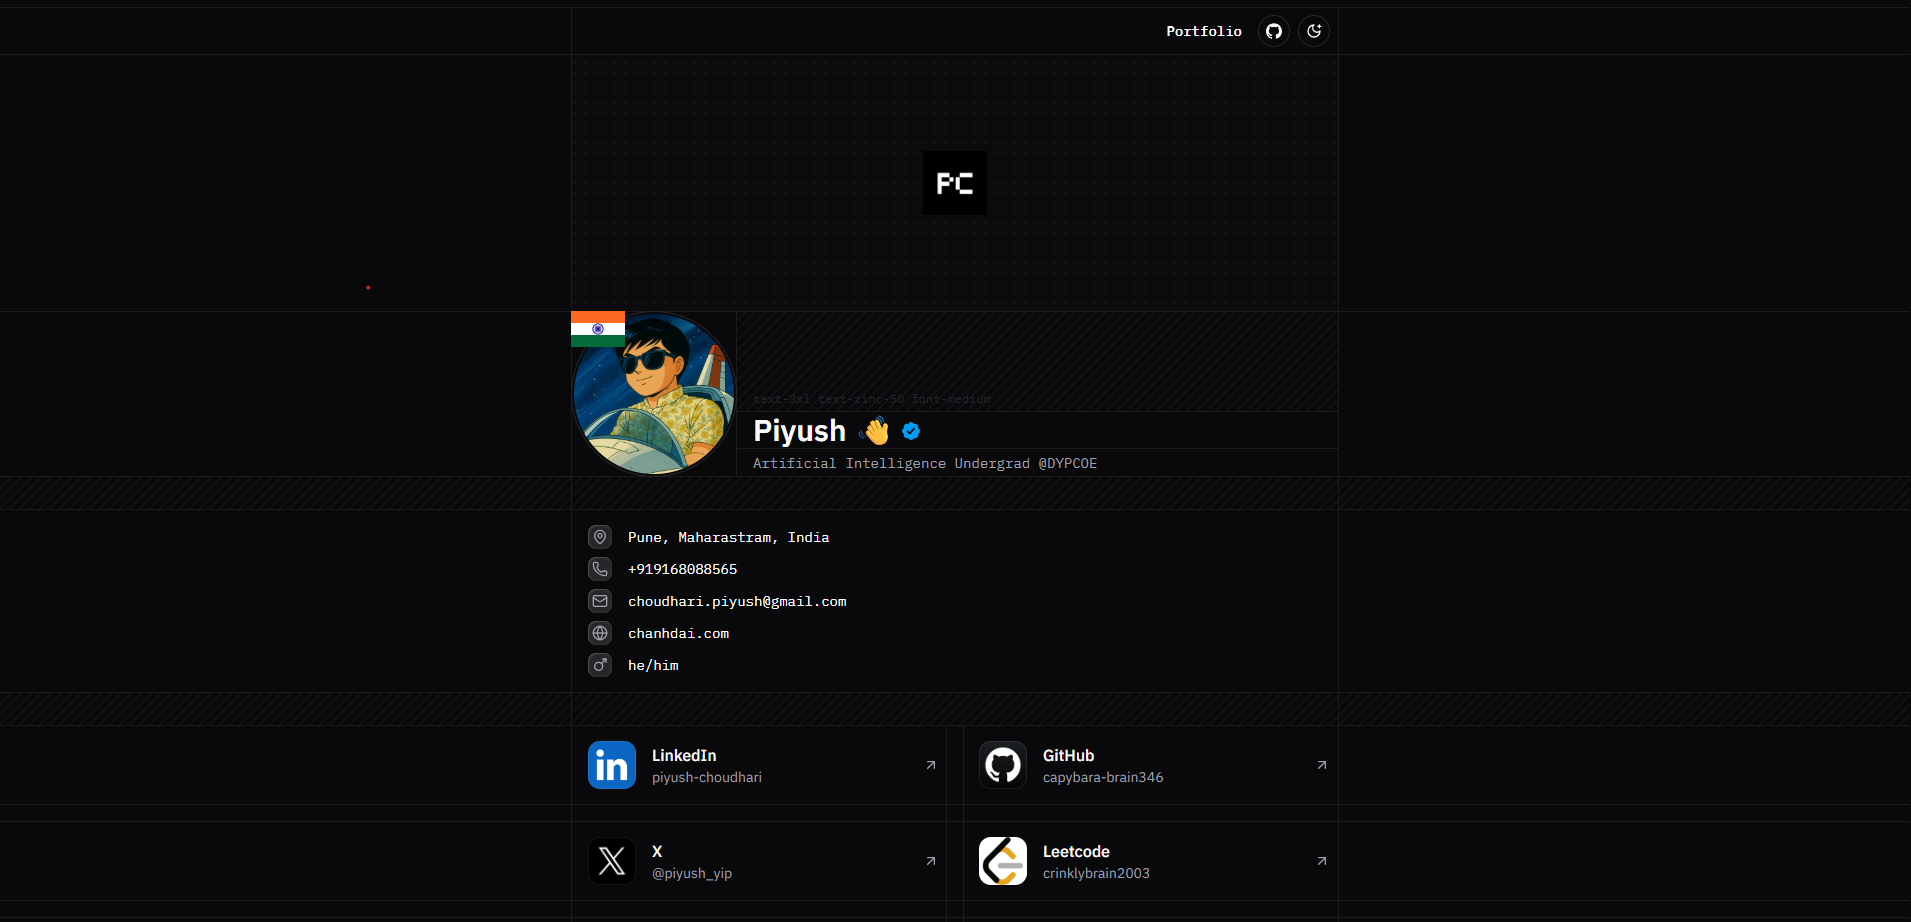 Portfolio
PC
text-3xl text-zinc-50 font-medium
Piyush 👋
Artificial Intelligence Undergrad @DYPCOE
Pune, Maharastram, India
+919168088565
choudhari.piyush@gmail.com
chanhdai.com
he/him
LinkedIn
piyush-choudhari
GitHub
capybara-brain346
X
@piyush_yip
Leetcode
crinklybrain2003